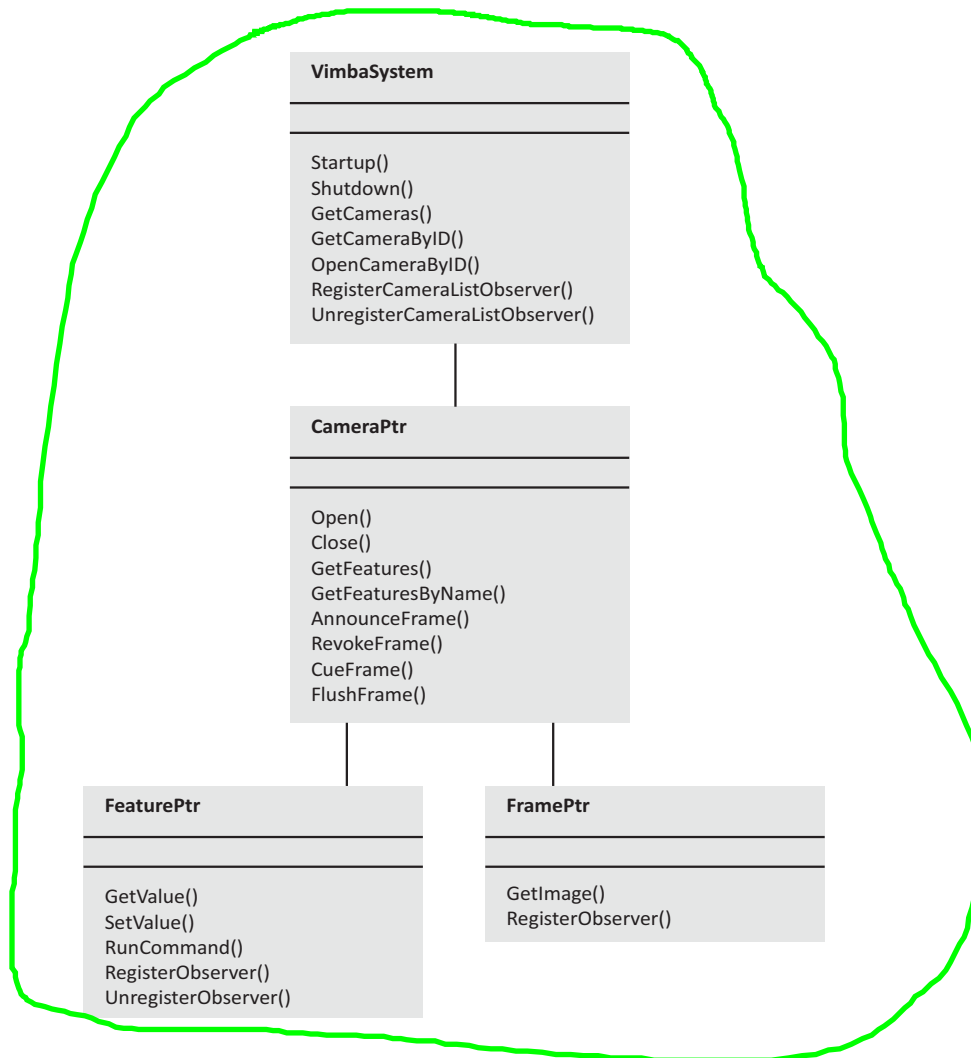 VimbaSystem
Startup()
Shutdown()
GetCameras()
GetCameraByID()
OpenCameraByID()
RegisterCameraListObserver()
UnregisterCameraListObserver()
CameraPtr
Open()
Close()
GetFeatures()
GetFeaturesByName()
AnnounceFrame()
RevokeFrame()
CueFrame()
FlushFrame()
FeaturePtr
GetValue()
SetValue()
RunCommand()
RegisterObserver()
UnregisterObserver()
FramePtr
GetImage()
RegisterObserver()